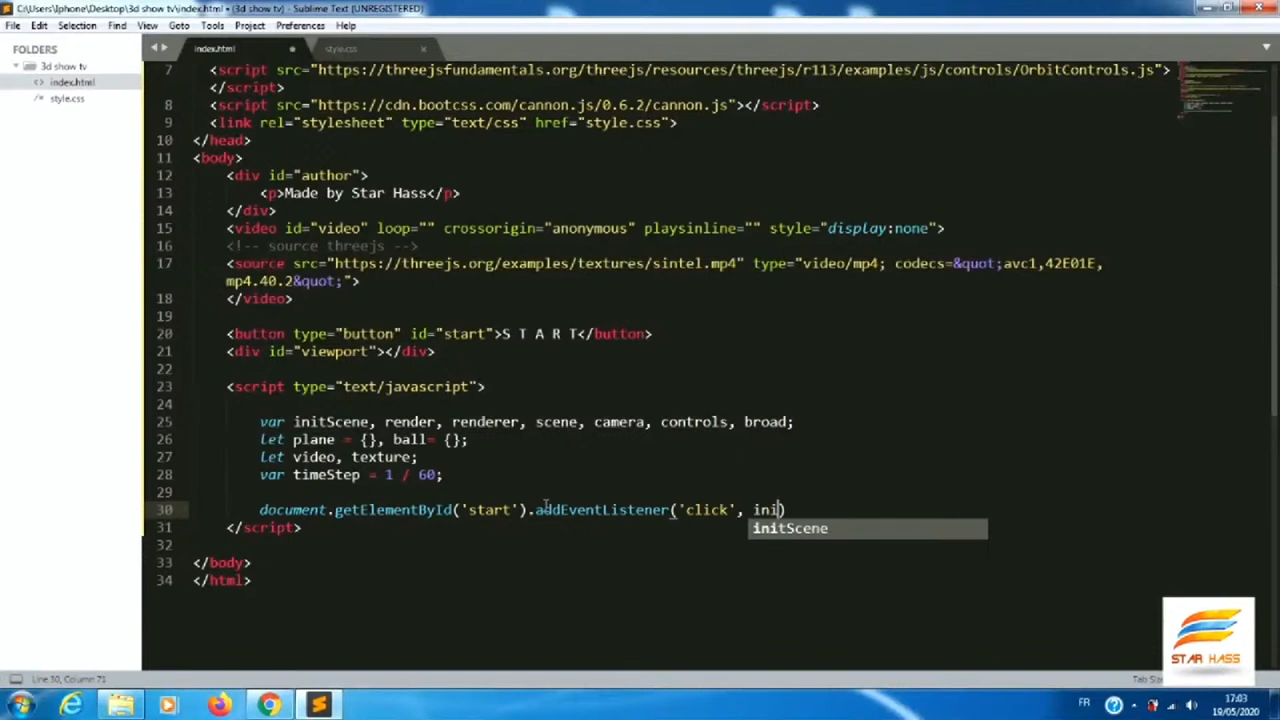 C:\Users\Iphone\Desktop\3d show tv\index.html • (3d show tv) - Sublime Text (UNREGISTERED)
File Edit Selection Find View Goto Tools Project Preferences Help
FOLDERS
3d show tv
<> index.html
/* style.css
index.html
style.css
7 <script src="https://threejsfundamentals.org/threejs/resources/threejs/r113/examples/js/controls/OrbitControls.js">
</script>
8 <script src="https://cdn.bootcss.com/cannon.js/0.6.2/cannon.js"></script>
9 <link rel="stylesheet" type="text/css" href="style.css">
10 </head>
11 <body>
12 <div id="author">
13 <p>Made by Star Hass</p>
14 </div>
15 <video id="video" loop="" crossorigin="anonymous" playsinline="" style="display:none">
16 <!-- source threejs -->
17 <source src="https://threejs.org/examples/textures/sintel.mp4" type="video/mp4; codecs=&quot;avc1,42E01E,
mp4.40.2&quot;">
18 </video>
19
20 <button type="button" id="start">S T A R T</button>
21 <div id="viewport"></div>
22
23 <script type="text/javascript">
24
25 var initScene, render, renderer, scene, camera, controls, broad;
26 let plane = {}, ball= {};
27 let video, texture;
28 var timeStep = 1 / 60;
29
30 document.getElementById('start').addEventListener('click', ini)
initScene
31 </script>
32
33 </body>
34 </html>
STAR HASS
Line 30, Column 71
FR
17:03
19/05/2020